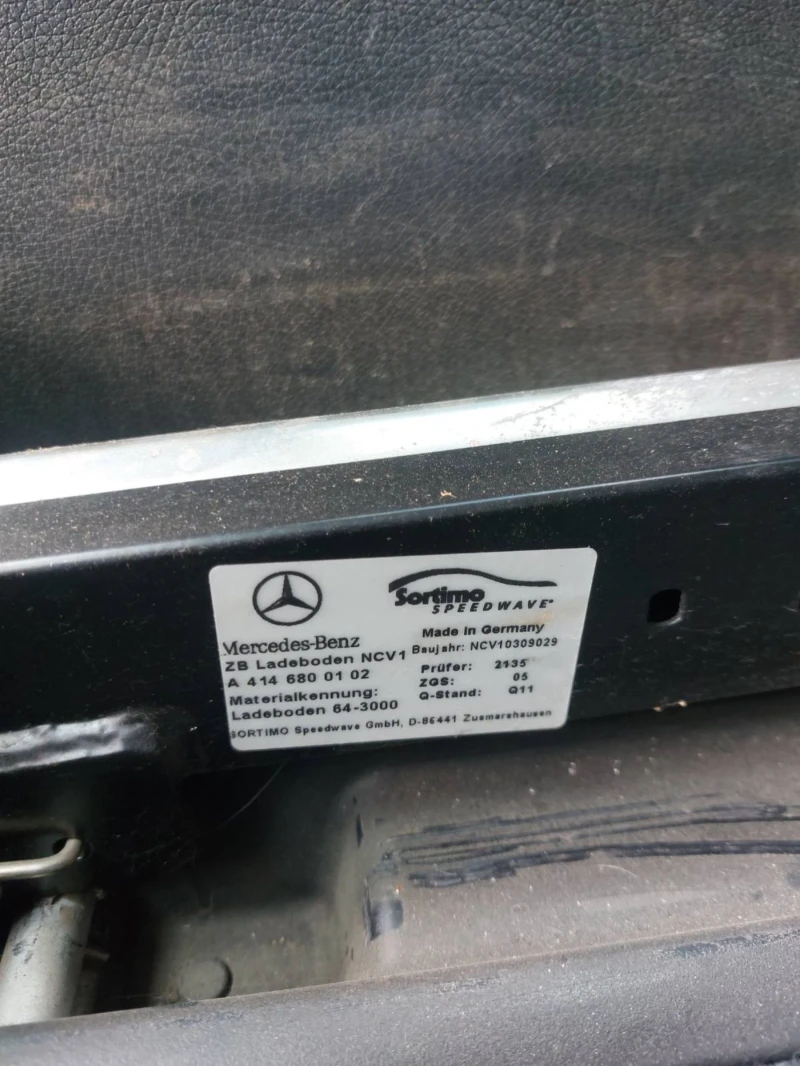 Mercedes-Benz
ZB Ladeboden NCV1
A 414 680 01 02
Materialkennung:
Ladeboden 64-3000
Sortimo
SPEEDWAVE®
Made in Germany
Baujahr: NCV10309029
Prüfer: 2135
ZGS: 05
Q-Stand: Q11
SORTIMO Speedwave GmbH, D-86441 Zusmarshausen